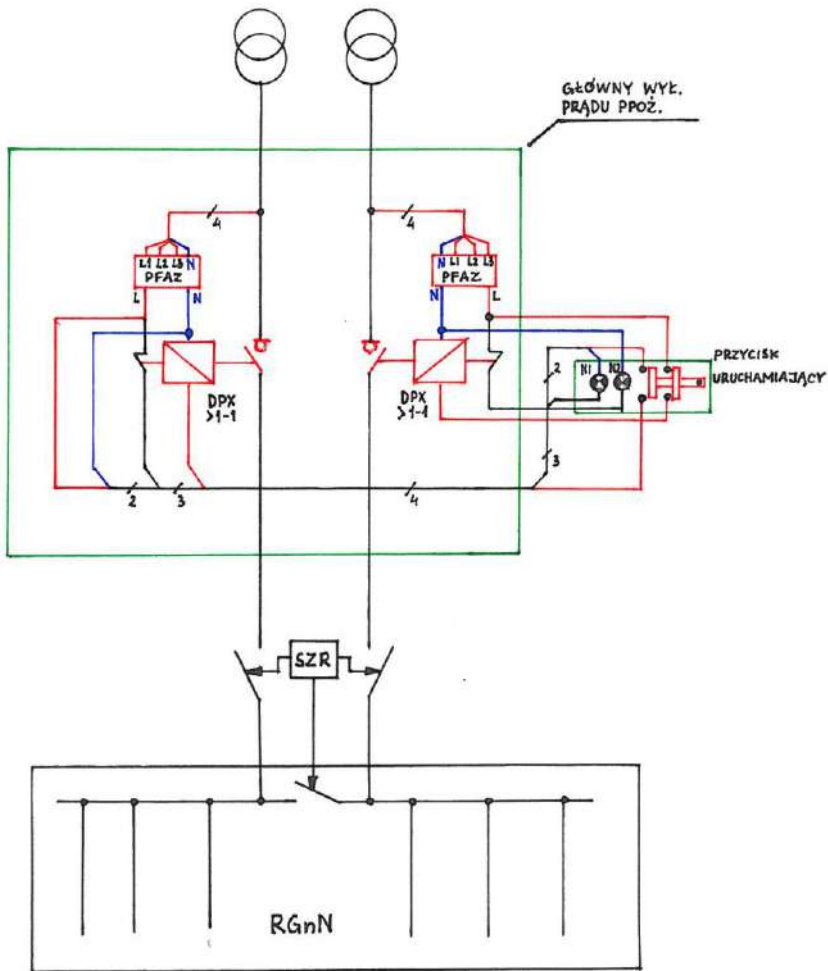 GŁÓWNY WYŁ.
PRĄDU PPOŻ.
4
4
L1 L2 L3 N
PFAZ
L
N
N L1 L2 L3
PFAZ
N
L
DPX
>1-1
DPX
>1-1
2
N1
N2
PRZYCISK
URUCHAMIAJĄCY
3
2
3
4
SZR
RGnN